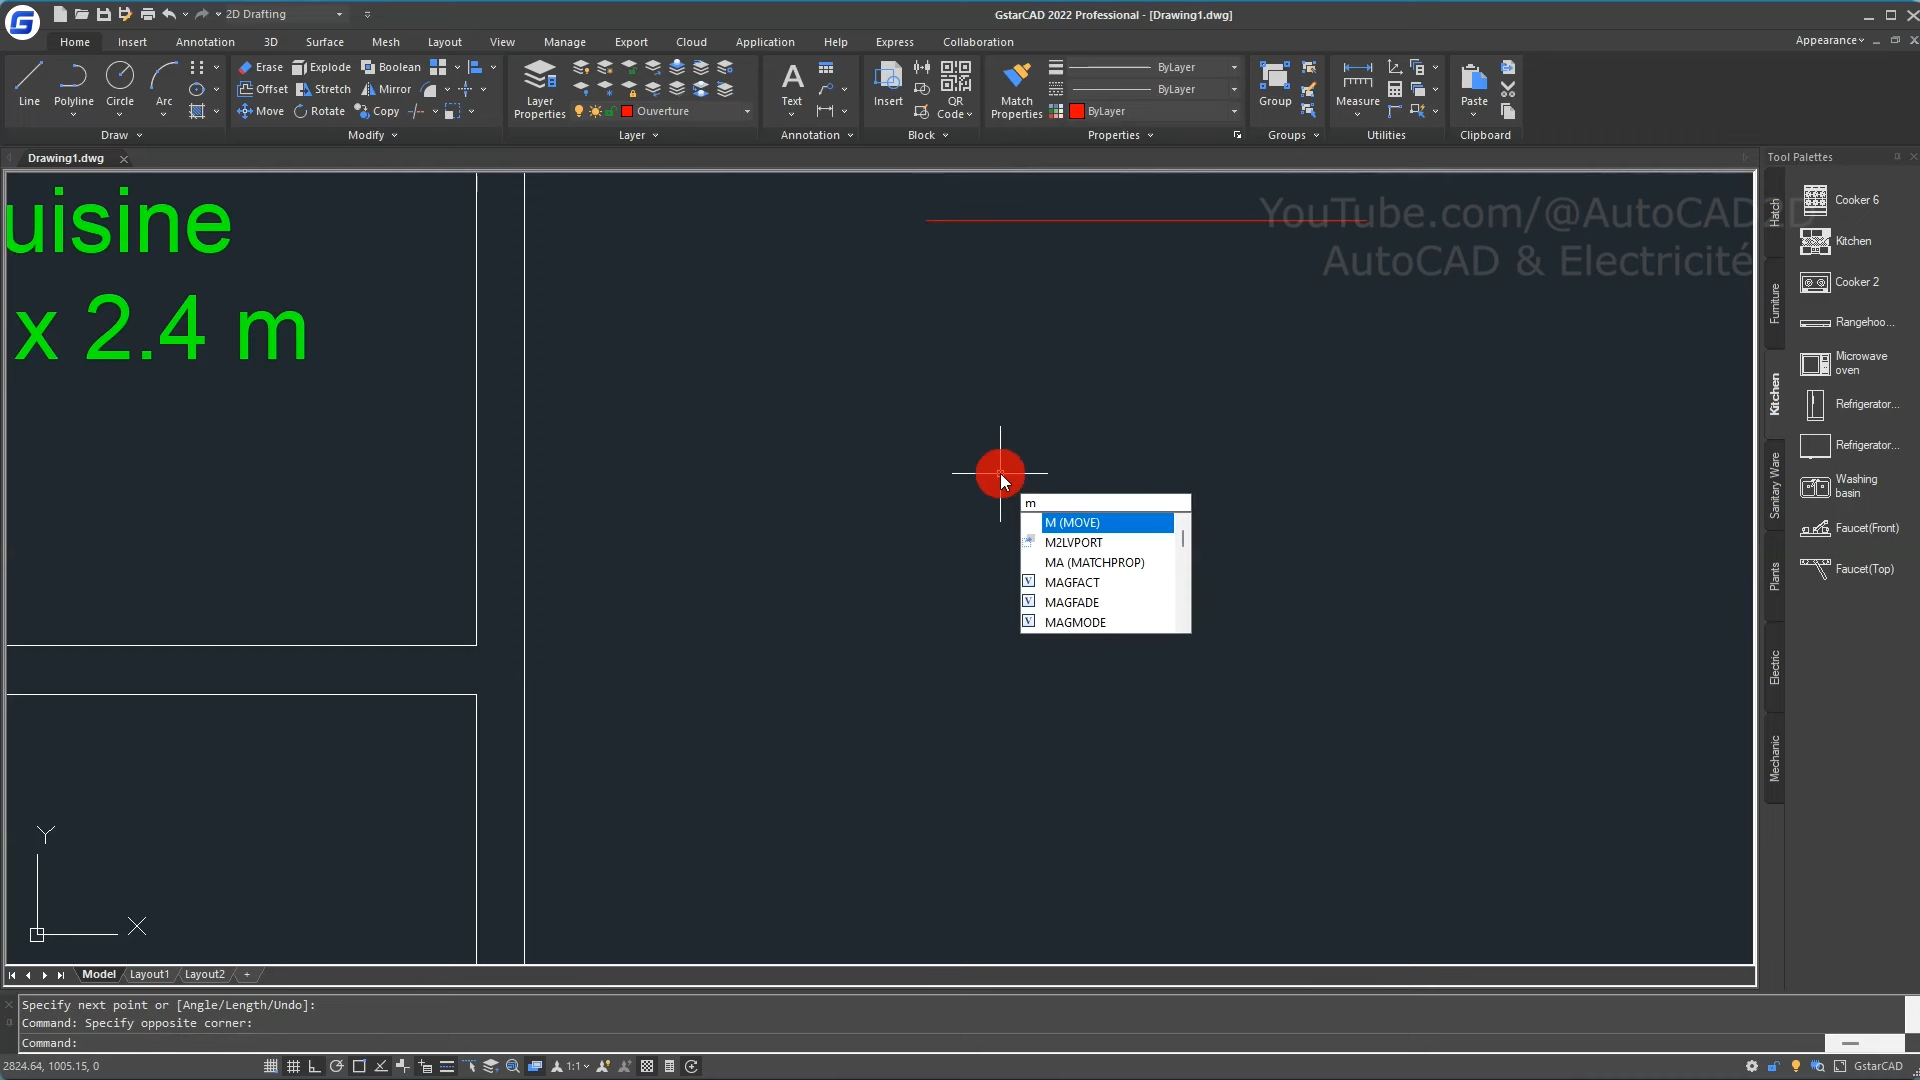 2D Drafting
GstarCAD 2022 Professional - [Drawing1.dwg]
Home Insert Annotation 3D Surface Mesh Layout View Manage Export Cloud Application Help Express Collaboration
Appearance
Line Polyline Circle Arc
Draw
Erase Explode Boolean
Offset Stretch Mirror
Move Rotate Copy
Modify
Layer
Properties
Ouverture
Layer
Text
Annotation
Insert
QR
Code
Block
Match
Properties
ByLayer
ByLayer
ByLayer
Properties
Group
Groups
Measure
Utilities
Paste
Clipboard
Drawing1.dwg
uisine
x 2.4 m
YouTube.com/@AutoCAD2D
AutoCAD & Electricité
m
M (MOVE)
M2LVPORT
MA (MATCHPROP)
MAGFACT
MAGFADE
MAGMODE
Y
X
Tool Palettes
Hatch
Furniture
Kitchen
Sanitary Ware
Plants
Electric
Mechanic
Cooker 6
Kitchen
Cooker 2
Rangehoo...
Microwave
oven
Refrigerator...
Refrigerator...
Washing
basin
Faucet(Front)
Faucet(Top)
Model Layout1 Layout2 +
Specify next point or [Angle/Length/Undo]:
Command: Specify opposite corner:
Command:
2824.64, 1005.15, 0
1:1
GstarCAD